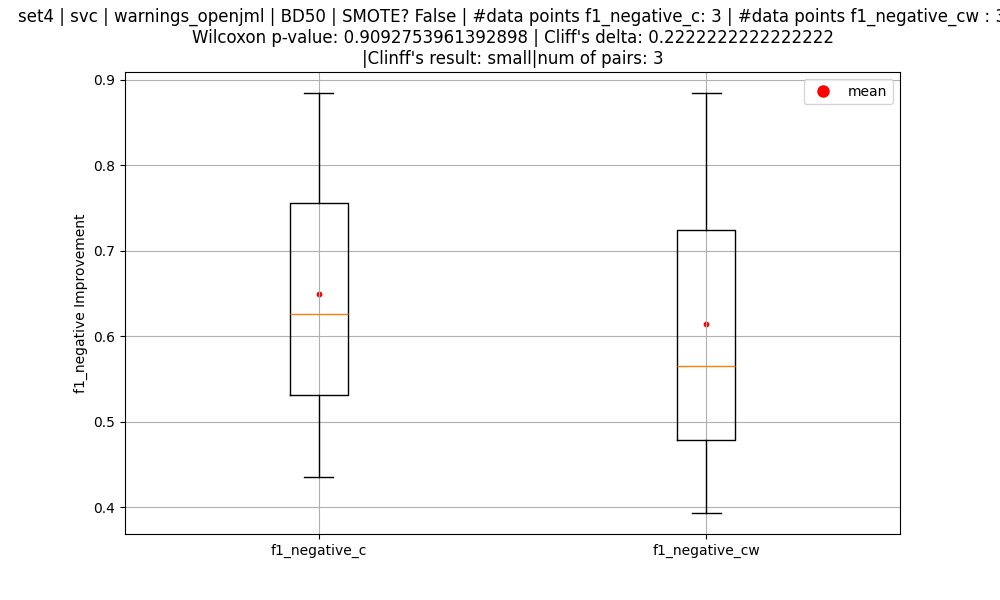 set4 | svc | warnings_openjml | BD50 | SMOTE? False | #data points f1_negative_c: 3 | #data points f1_negative_cw : 3
Wilcoxon p-value: 0.9092753961392898 | Cliff's delta: 0.2222222222222222
|Clinff's result: small|num of pairs: 3
mean
0.9
0.8
0.7
0.6
0.5
0.4
f1_negative Improvement
f1_negative_c
f1_negative_cw